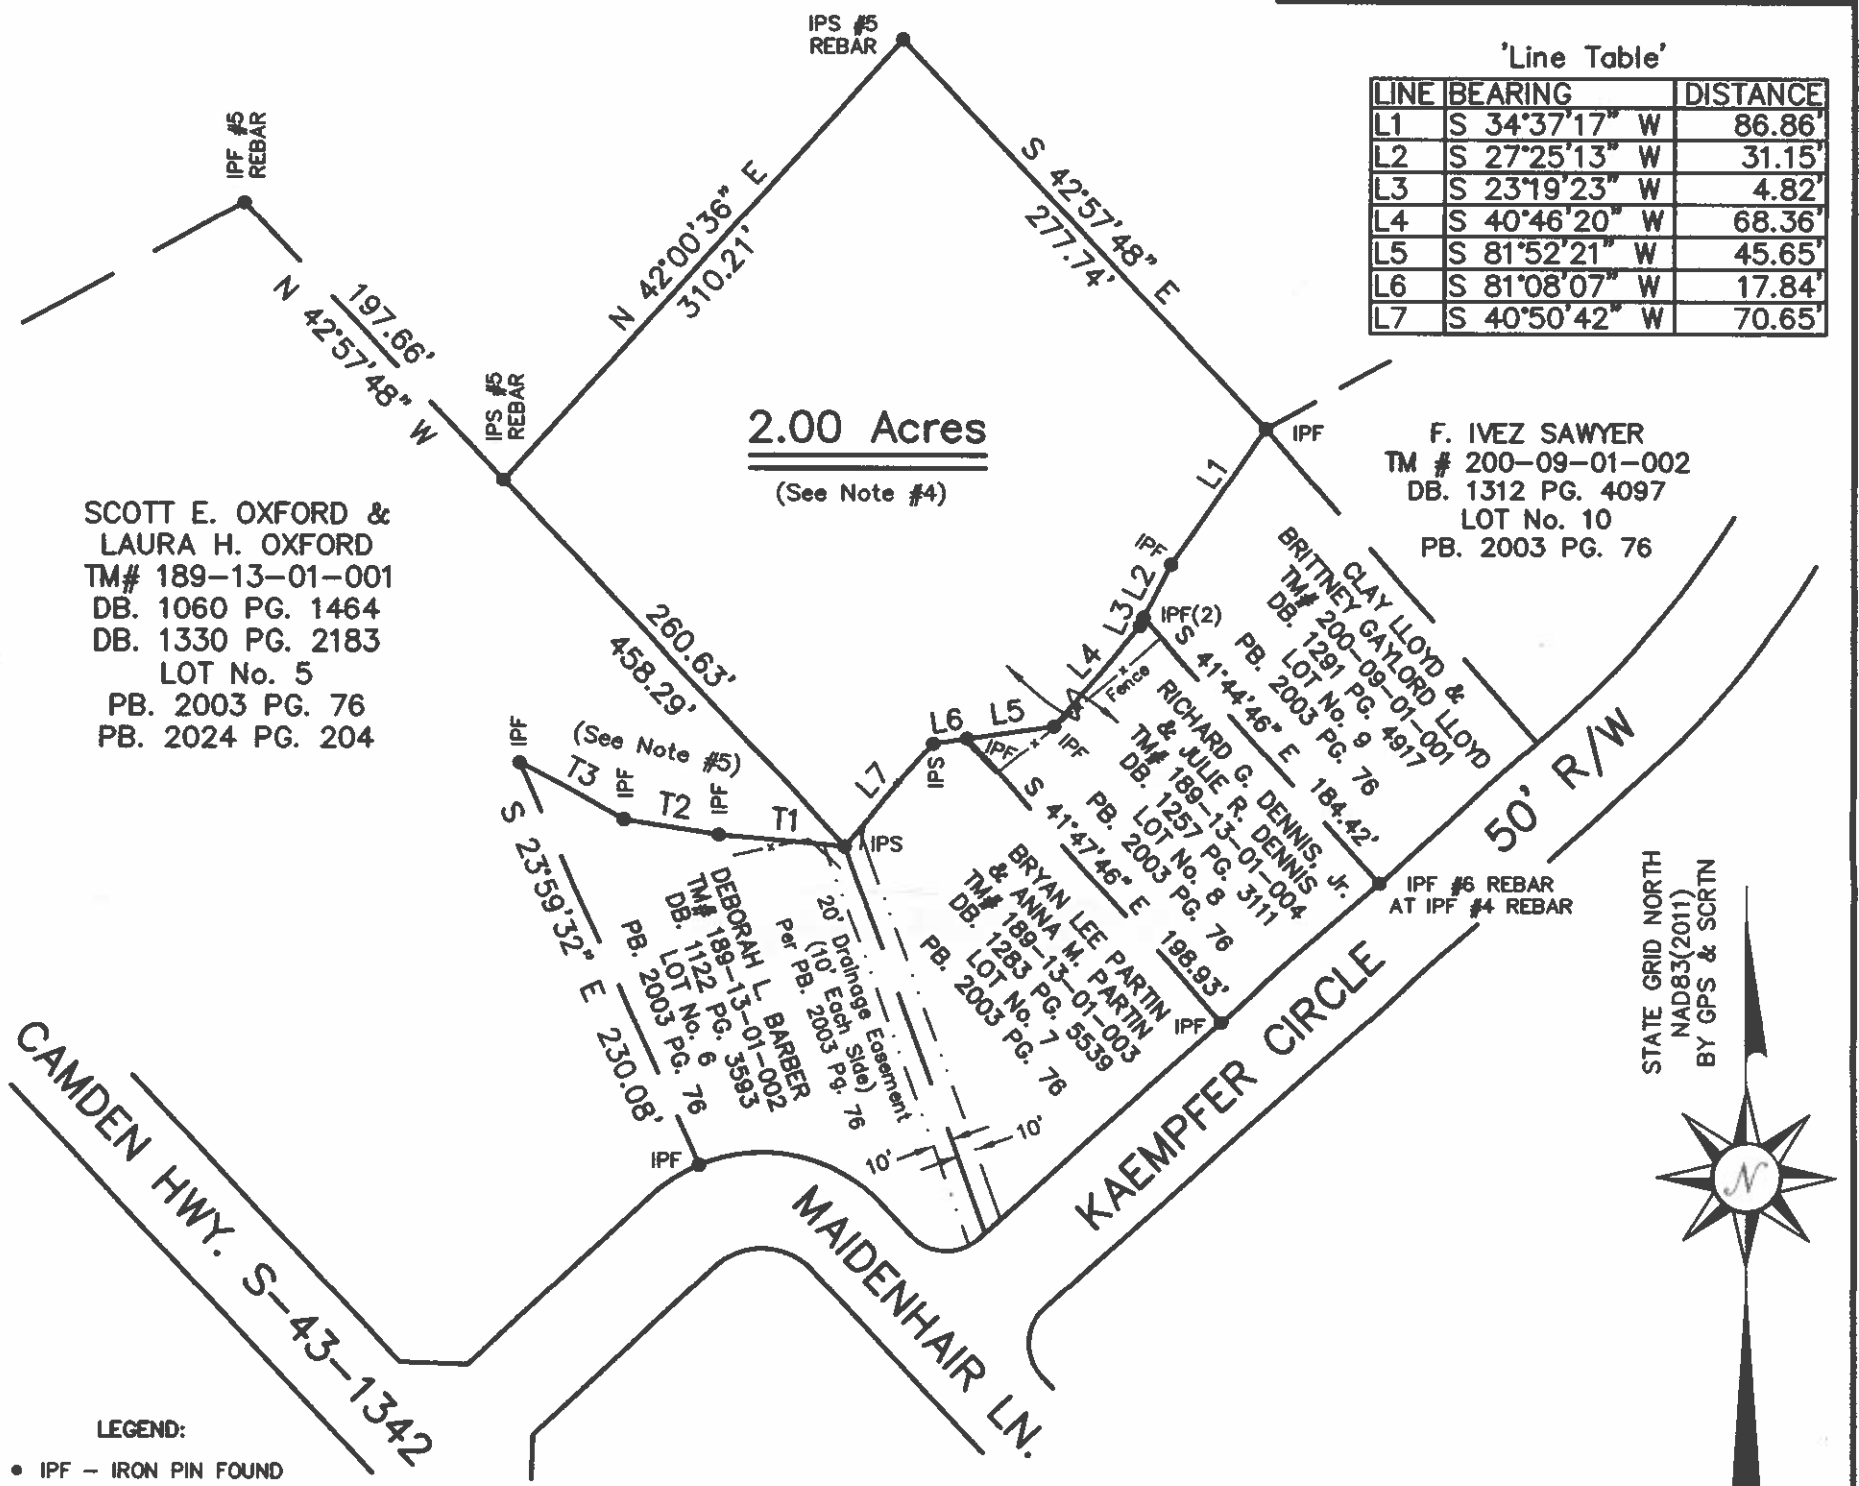 IPS #5
REBAR
'Line Table'
LINE BEARING DISTANCE
L1 S 34°37'17" W 86.86'
L2 S 27°25'13" W 31.15'
L3 S 23°19'23" W 4.82'
L4 S 40°46'20" W 68.36'
L5 S 81°52'21" W 45.65'
L6 S 81°08'07" W 17.84'
L7 S 40°50'42" W 70.65'
IPF #5
REBAR
N 42°00'36" E
310.21'
S 42°57'48" E
277.74'
197.66'
N 42°57'48" W
IPS #5
REBAR
2.00 Acres
(See Note #4)
IPF
F. IVEZ SAWYER
TM # 200-09-01-002
DB. 1312 PG. 4097
LOT No. 10
PB. 2003 PG. 76
SCOTT E. OXFORD &
LAURA H. OXFORD
TM# 189-13-01-001
DB. 1060 PG. 1464
DB. 1330 PG. 2183
LOT No. 5
PB. 2003 PG. 76
PB. 2024 PG. 204
L1
IPF
L2
L3
IPF(2)
L4
Fence
L5
IPF
IPF
L6
IPS
L7
260.63'
458.29'
(See Note #5)
IPF
T3
IPF
T2
IPF
T1
IPS
CLAY LLOYD &
BRITTNEY GAYLORD LLOYD
TM# 200-09-01-001
DB. 1291 PG. 4917
LOT No. 9
PB. 2003 PG. 76
S 41°44'46" E 184.42'
RICHARD G. DENNIS, Jr.
& JULIE R. DENNIS
TM# 189-13-01-004
DB. 1257 PG. 3111
LOT No. 8
PB. 2003 PG. 76
S 41°47'46" E 198.93'
BRYAN LEE PARTIN
& ANNA M. PARTIN
TM# 189-13-01-003
DB. 1283 PG. 5539
LOT No. 7
PB. 2003 PG. 76
20' Drainage Easement
(10' Each Side)
Per PB. 2003 Pg. 76
DEBORAH L. BARBER
TM# 189-13-01-002
DB. 1122 PG. 3593
LOT No. 6
PB. 2003 PG. 76
S 23°59'32" E 230.08'
IPF
10'
10'
IPF
IPF #6 REBAR
AT IPF #4 REBAR
50' R/W
KAEMPFER CIRCLE
MAIDENHAIR LN.
CAMDEN HWY. S-43-1342
STATE GRID NORTH
NAD83(2011)
BY GPS & SCRTN
N
LEGEND:
IPF - IRON PIN FOUND